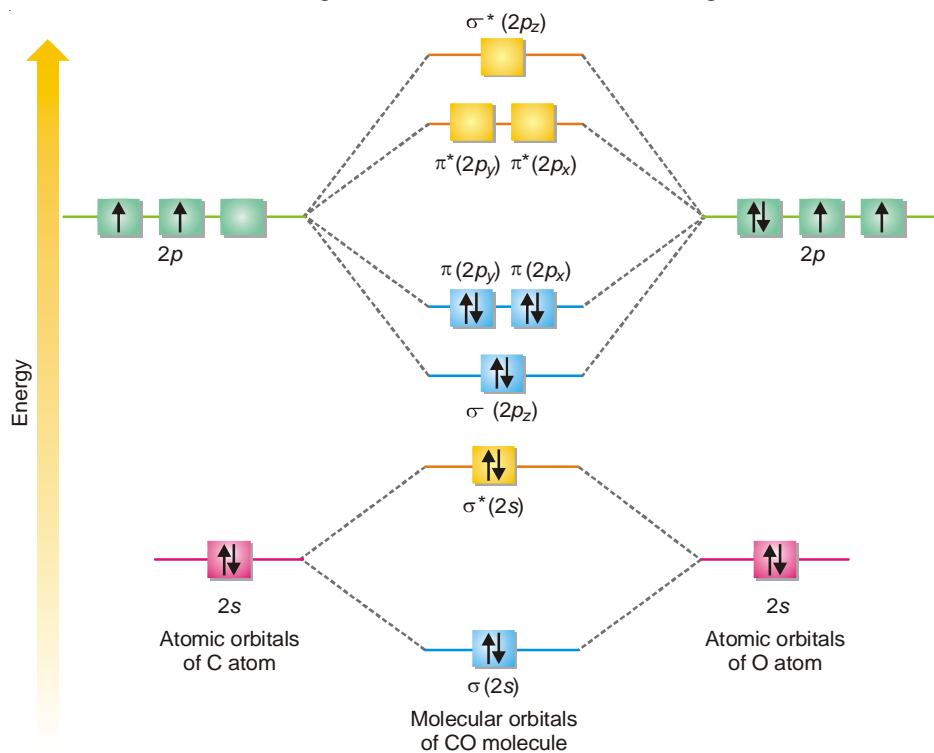 σ* (2pz)
π*(2py) π*(2px)
2p
2p
π(2py) π(2px)
σ (2pz)
Energy
σ*(2s)
2s
2s
Atomic orbitals
of C atom
Atomic orbitals
of O atom
σ(2s)
Molecular orbitals
of CO molecule